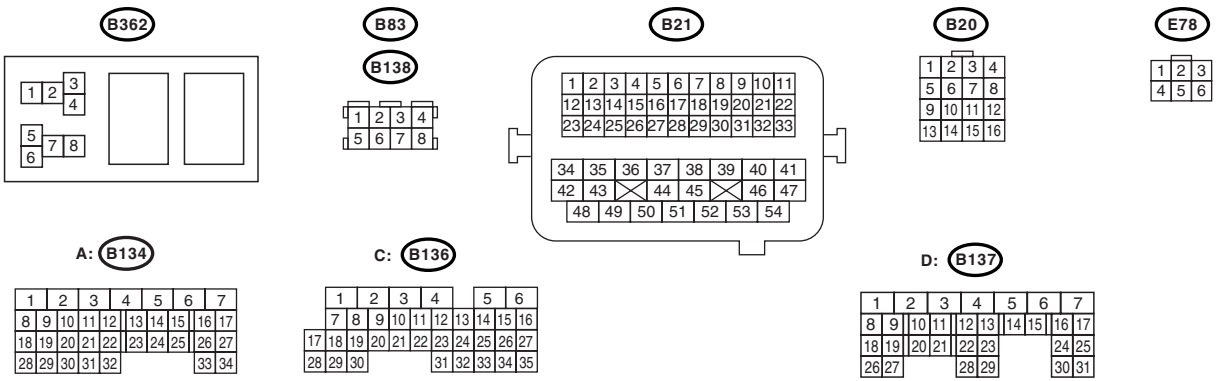 B362
B83
B21
B20
E78
B138
1 2 3
4
5
6 7 8
1 2 3 4
5 6 7 8
1 2 3 4 5 6 7 8 9 10 11
12 13 14 15 16 17 18 19 20 21 22
23 24 25 26 27 28 29 30 31 32 33
34 35 36 37 38 39 40 41
42 43 44 45 46 47
48 49 50 51 52 53 54
1 2 3 4
5 6 7 8
9 10 11 12
13 14 15 16
1 2 3
4 5 6
A: B134
C: B136
D: B137
1 2 3 4 5 6 7
8 9 10 11 12 13 14 15 16 17
18 19 20 21 22 23 24 25 26 27
28 29 30 31 32 33 34
1 2 3 4 5 6
7 8 9 10 11 12 13 14 15 16
17 18 19 20 21 22 23 24 25 26 27
28 29 30 31 32 33 34 35
1 2 3 4 5 6 7
8 9 10 11 12 13 14 15 16 17
18 19 20 21 22 23 24 25
26 27 28 29 30 31